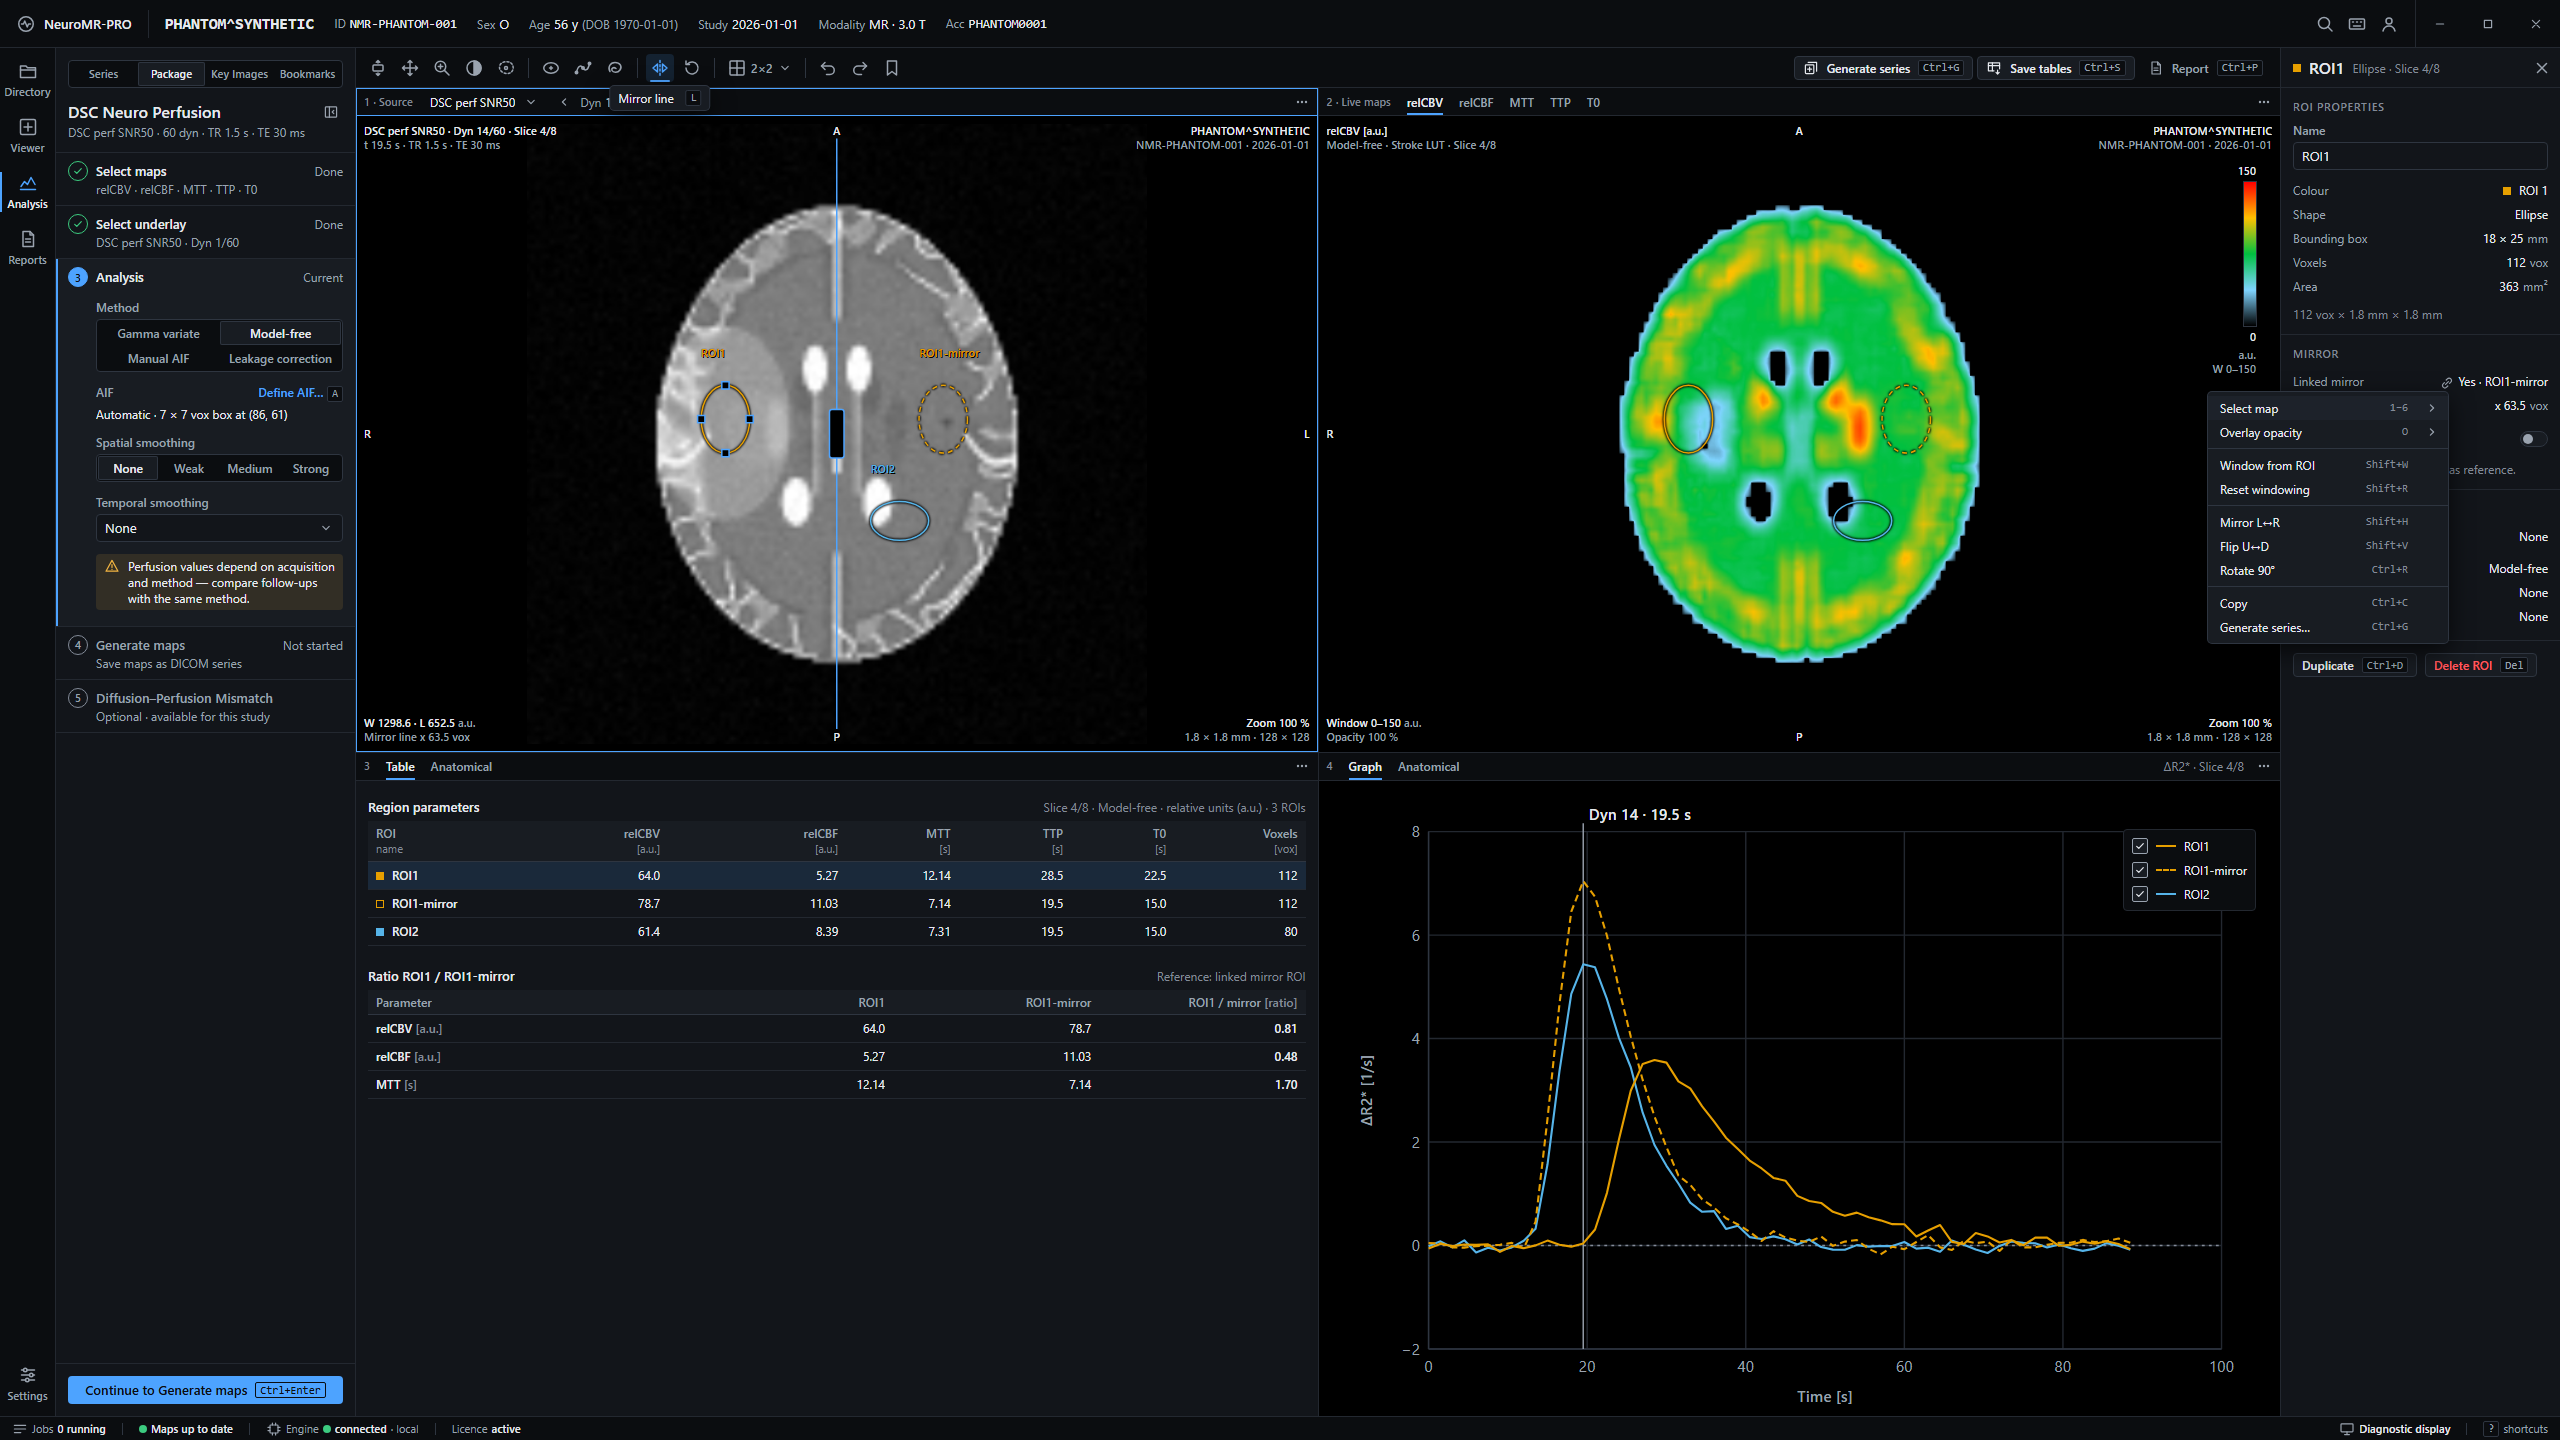 NeuroMR-PRO PHANTOM^SYNTHETIC ID NMR-PHANTOM-001 Sex O Age 56 y (DOB 1970-01-01) Study 2026-01-01 Modality MR · 3.0 T Acc PHANTOM0001
Directory
Viewer
Analysis
Reports
Settings
Series Package Key Images Bookmarks
DSC Neuro Perfusion
DSC perf SNR50 · 60 dyn · TR 1.5 s · TE 30 ms
Select maps Done
relCBV · relCBF · MTT · TTP · T0
Select underlay Done
DSC perf SNR50 · Dyn 1/60
3 Analysis Current
Method
Gamma variate Model-free
Manual AIF Leakage correction
AIF Define AIF... A
Automatic · 7 × 7 vox box at (86, 61)
Spatial smoothing
None Weak Medium Strong
Temporal smoothing
None
Perfusion values depend on acquisition
and method — compare follow-ups
with the same method.
4 Generate maps Not started
Save maps as DICOM series
5 Diffusion–Perfusion Mismatch
Optional · available for this study
Continue to Generate maps Ctrl+Enter
2×2
Generate series Ctrl+G Save tables Ctrl+S Report Ctrl+P
Mirror line L
1 · Source DSC perf SNR50 Dyn 1
DSC perf SNR50 · Dyn 14/60 · Slice 4/8 A PHANTOM^SYNTHETIC
t 19.5 s · TR 1.5 s · TE 30 ms NMR-PHANTOM-001 · 2026-01-01
ROI1 ROI1-mirror
R L
ROI2
W 1298.6 · L 652.5 a.u. Zoom 100 %
Mirror line x 63.5 vox P 1.8 × 1.8 mm · 128 × 128
2 · Live maps relCBV relCBF MTT TTP T0
relCBV [a.u.] A PHANTOM^SYNTHETIC
Model-free · Stroke LUT · Slice 4/8 NMR-PHANTOM-001 · 2026-01-01
150
0
a.u.
W 0–150
R
Window 0–150 a.u. Zoom 100 %
Opacity 100 % P 1.8 × 1.8 mm · 128 × 128
3 Table Anatomical
Region parameters Slice 4/8 · Model-free · relative units (a.u.) · 3 ROIs
ROI relCBV relCBF MTT TTP T0 Voxels
name [a.u.] [a.u.] [s] [s] [s] [vox]
ROI1 64.0 5.27 12.14 28.5 22.5 112
ROI1-mirror 78.7 11.03 7.14 19.5 15.0 112
ROI2 61.4 8.39 7.31 19.5 15.0 80
Ratio ROI1 / ROI1-mirror Reference: linked mirror ROI
Parameter ROI1 ROI1-mirror ROI1 / mirror [ratio]
relCBV [a.u.] 64.0 78.7 0.81
relCBF [a.u.] 5.27 11.03 0.48
MTT [s] 12.14 7.14 1.70
4 Graph Anatomical ΔR2* · Slice 4/8
Dyn 14 · 19.5 s
ROI1
ROI1-mirror
ROI2
8
6
4
2
0
−2
ΔR2* [1/s]
0 20 40 60 80 100
Time [s]
ROI1 Ellipse · Slice 4/8
ROI PROPERTIES
Name
ROI1
Colour ROI 1
Shape Ellipse
Bounding box 18 × 25 mm
Voxels 112 vox
Area 363 mm²
112 vox × 1.8 mm × 1.8 mm
MIRROR
Linked mirror Yes · ROI1-mirror
x 63.5 vox
as reference.
None
Model-free
None
None
Duplicate Ctrl+D Delete ROI Del
Select map 1–6
Overlay opacity O
Window from ROI Shift+W
Reset windowing Shift+R
Mirror L↔R Shift+H
Flip U↔D Shift+V
Rotate 90° Ctrl+R
Copy Ctrl+C
Generate series... Ctrl+G
Jobs 0 running Maps up to date Engine connected · local Licence active Diagnostic display ? shortcuts